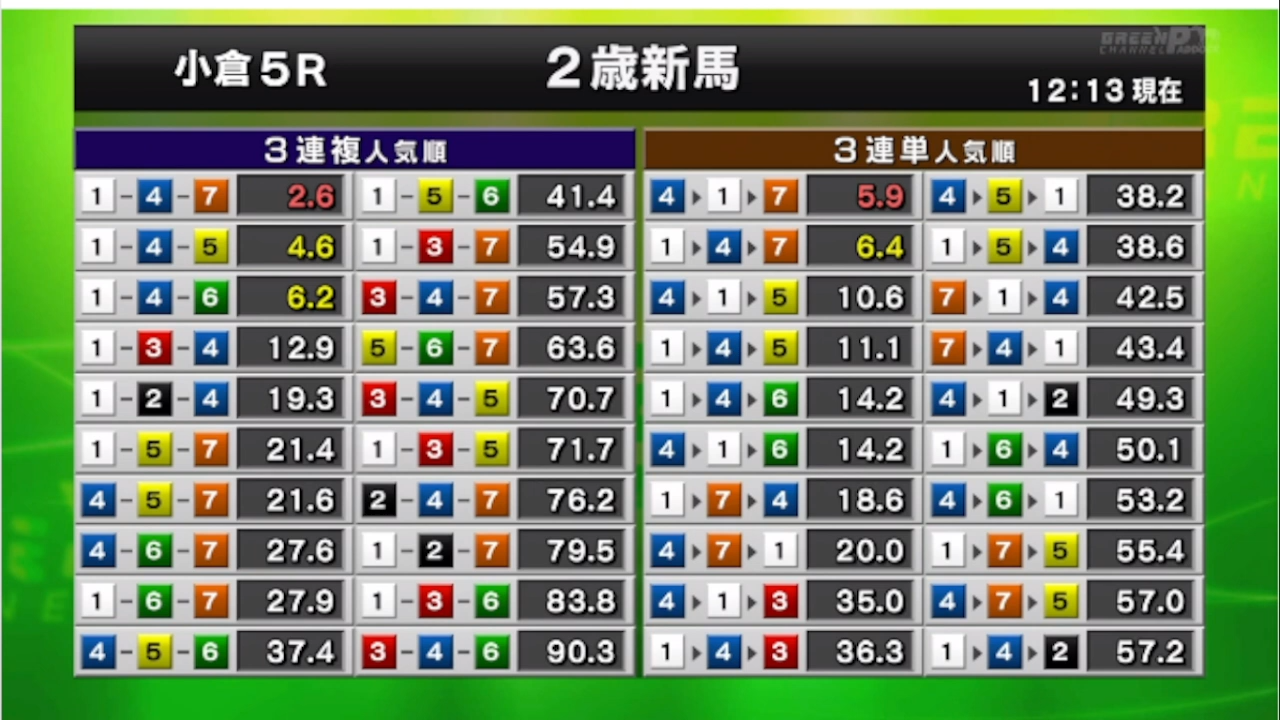 GREEN CHANNEL
小倉5R 2歳新馬 12:13現在
3連複人気順 3連単人気順
1-4-7 2.6 1-5-6 41.4 4▸1▸7 5.9 4▸5▸1 38.2
1-4-5 4.6 1-3-7 54.9 1▸4▸7 6.4 1▸5▸4 38.6
1-4-6 6.2 3-4-7 57.3 4▸1▸5 10.6 7▸1▸4 42.5
1-3-4 12.9 5-6-7 63.6 1▸4▸5 11.1 7▸4▸1 43.4
1-2-4 19.3 3-4-5 70.7 1▸4▸6 14.2 4▸1▸2 49.3
1-5-7 21.4 1-3-5 71.7 4▸1▸6 14.2 1▸6▸4 50.1
4-5-7 21.6 2-4-7 76.2 1▸7▸4 18.6 4▸6▸1 53.2
4-6-7 27.6 1-2-7 79.5 4▸7▸1 20.0 1▸7▸5 55.4
1-6-7 27.9 1-3-6 83.8 4▸1▸3 35.0 4▸7▸5 57.0
4-5-6 37.4 3-4-6 90.3 1▸4▸3 36.3 1▸4▸2 57.2